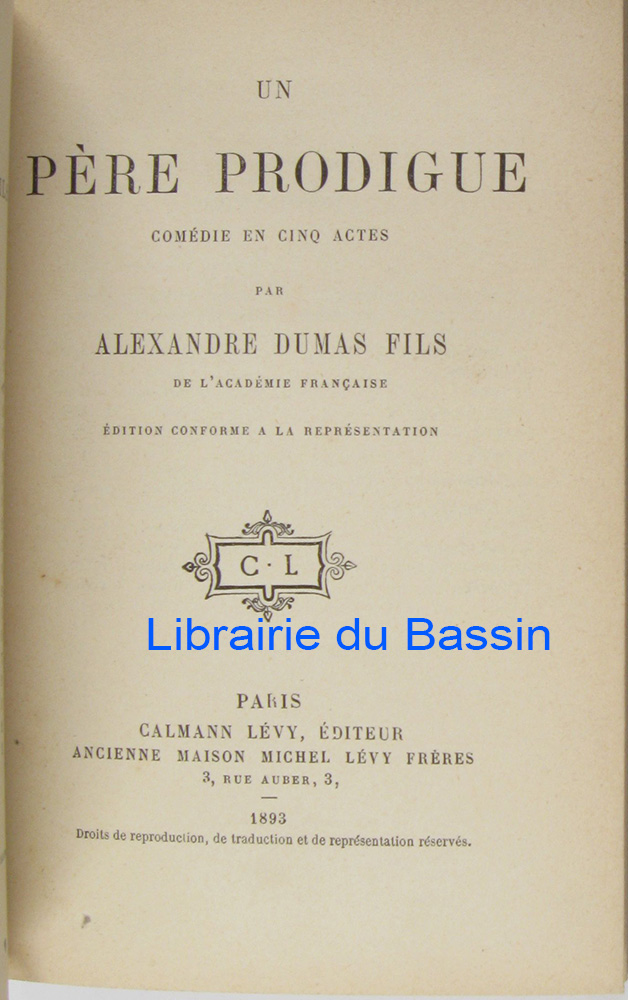 UN
PÈRE PRODIGUE
COMÉDIE EN CINQ ACTES
PAR
ALEXANDRE DUMAS FILS
DE L'ACADÉMIE FRANÇAISE
ÉDITION CONFORME A LA REPRÉSENTATION
C · L
Librairie du Bassin
PARIS
CALMANN LÉVY, ÉDITEUR
ANCIENNE MAISON MICHEL LÉVY FRÈRES
3, RUE AUBER, 3,
1893
Droits de reproduction, de traduction et de représentation réservés.